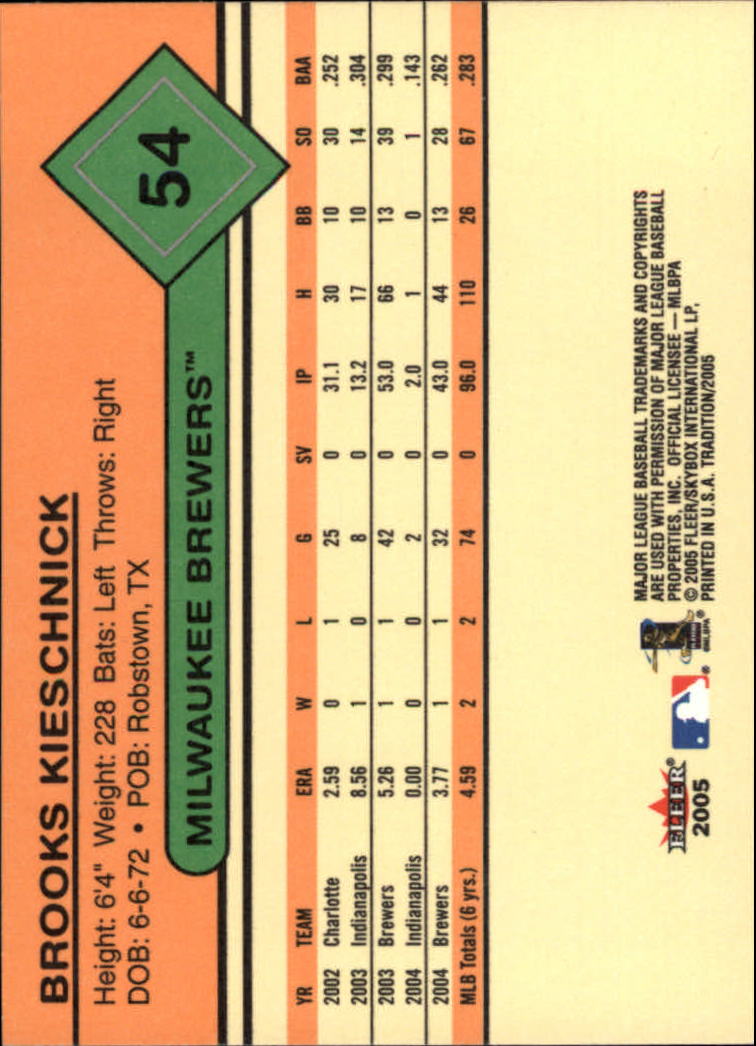 BROOKS KIESCHNICK
Height: 6'4" Weight: 228 Bats: Left Throws: Right
DOB: 6-6-72 • POB: Robstown, TX
54
MILWAUKEE BREWERS™
YR TEAM ERA W L G SV IP H BB SO BAA
2002 Charlotte 2.59 0 1 25 0 31.1 30 10 30 .252
2003 Indianapolis 8.56 1 0 8 0 13.2 17 10 14 .304
2003 Brewers 5.26 1 1 42 0 53.0 66 13 39 .299
2004 Indianapolis 0.00 0 0 2 0 2.0 1 0 1 .143
2004 Brewers 3.77 1 1 32 0 43.0 44 13 28 .262
MLB Totals (6 yrs.) 4.59 2 2 74 0 96.0 110 26 67 .283
FLEER®
2005
®
®MLBPA
MAJOR LEAGUE BASEBALL TRADEMARKS AND COPYRIGHTS
ARE USED WITH PERMISSION OF MAJOR LEAGUE BASEBALL
PROPERTIES, INC. OFFICIAL LICENSEE — MLBPA
© 2005 FLEER/SKYBOX INTERNATIONAL LP,
PRINTED IN U.S.A. TRADITION/2005